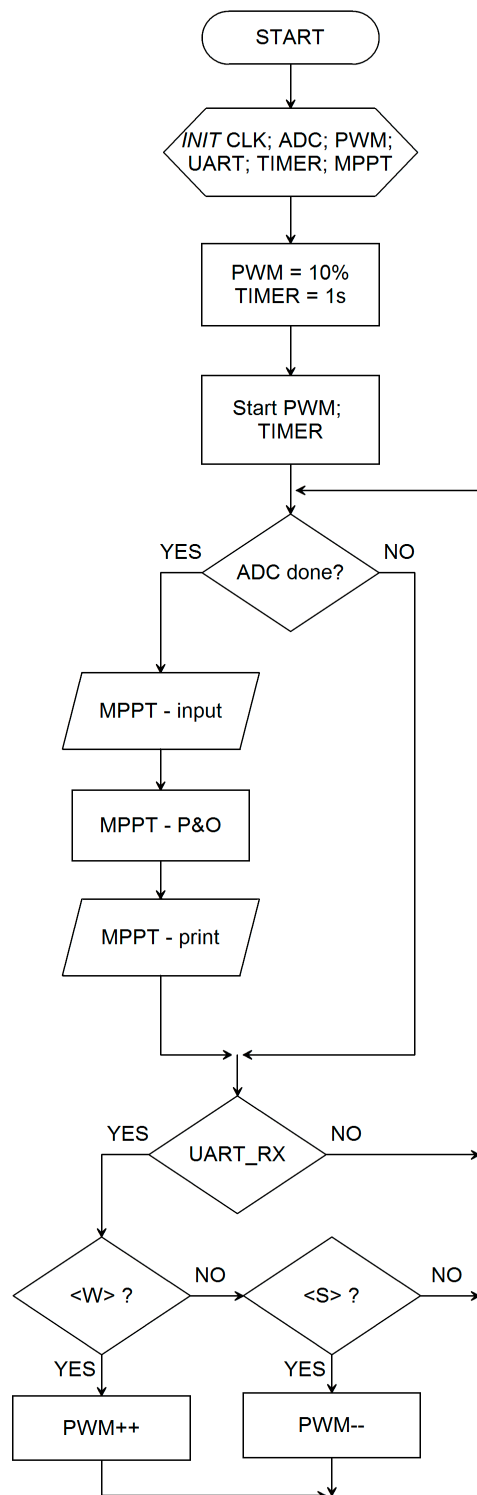 START
INIT CLK; ADC; PWM;
UART; TIMER; MPPT
PWM = 10%
TIMER = 1s
Start PWM;
TIMER
YES
NO
ADC done?
MPPT - input
MPPT - P&O
MPPT - print
YES
NO
UART_RX
<W> ?
NO
<S> ?
NO
YES
YES
PWM++
PWM--